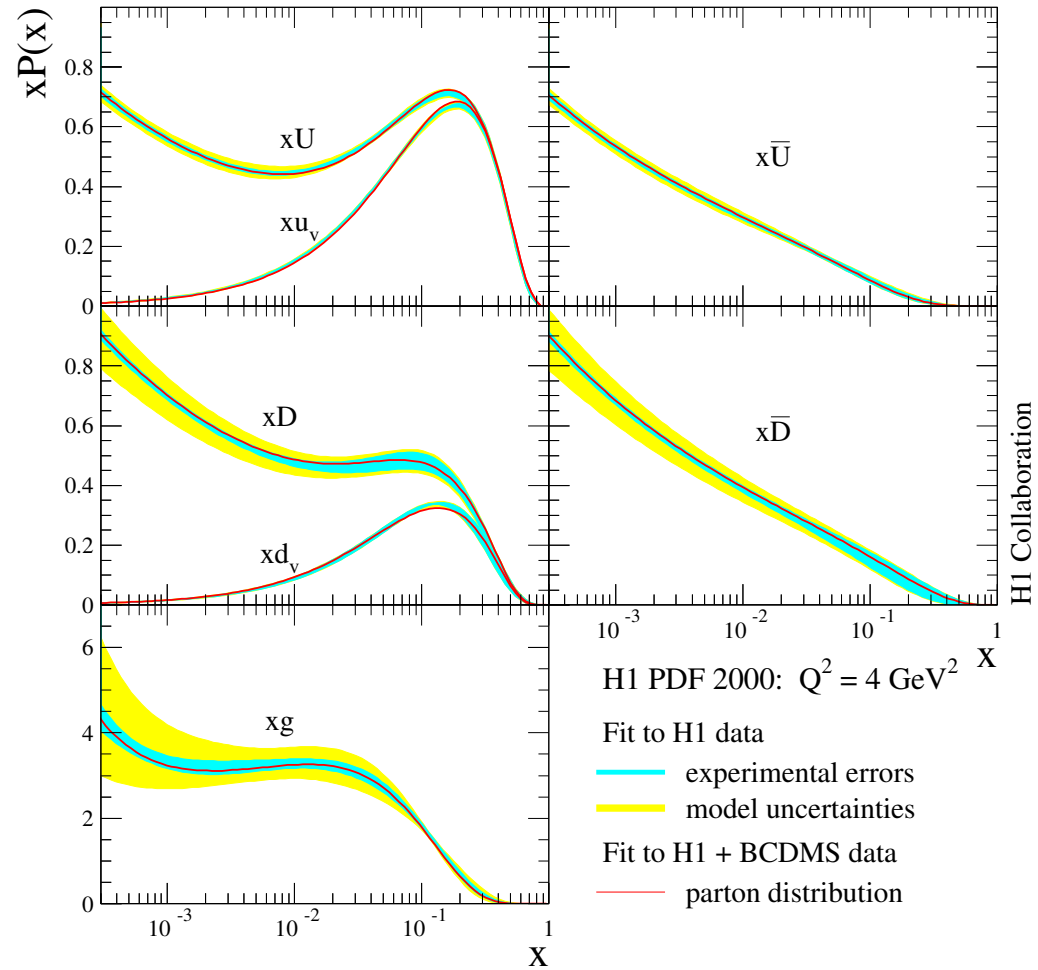 xP(x)
0.8
0.6
0.4
0.2
0
xU
xu_v
xU̅
0.8
0.6
0.4
0.2
0
xD
xd_v
xD̅
H1 Collaboration
10^-3 10^-2 10^-1 1
x
6
4
2
0
xg
10^-3 10^-2 10^-1 1
x
H1 PDF 2000: Q^2 = 4 GeV^2
Fit to H1 data
experimental errors
model uncertainties
Fit to H1 + BCDMS data
parton distribution